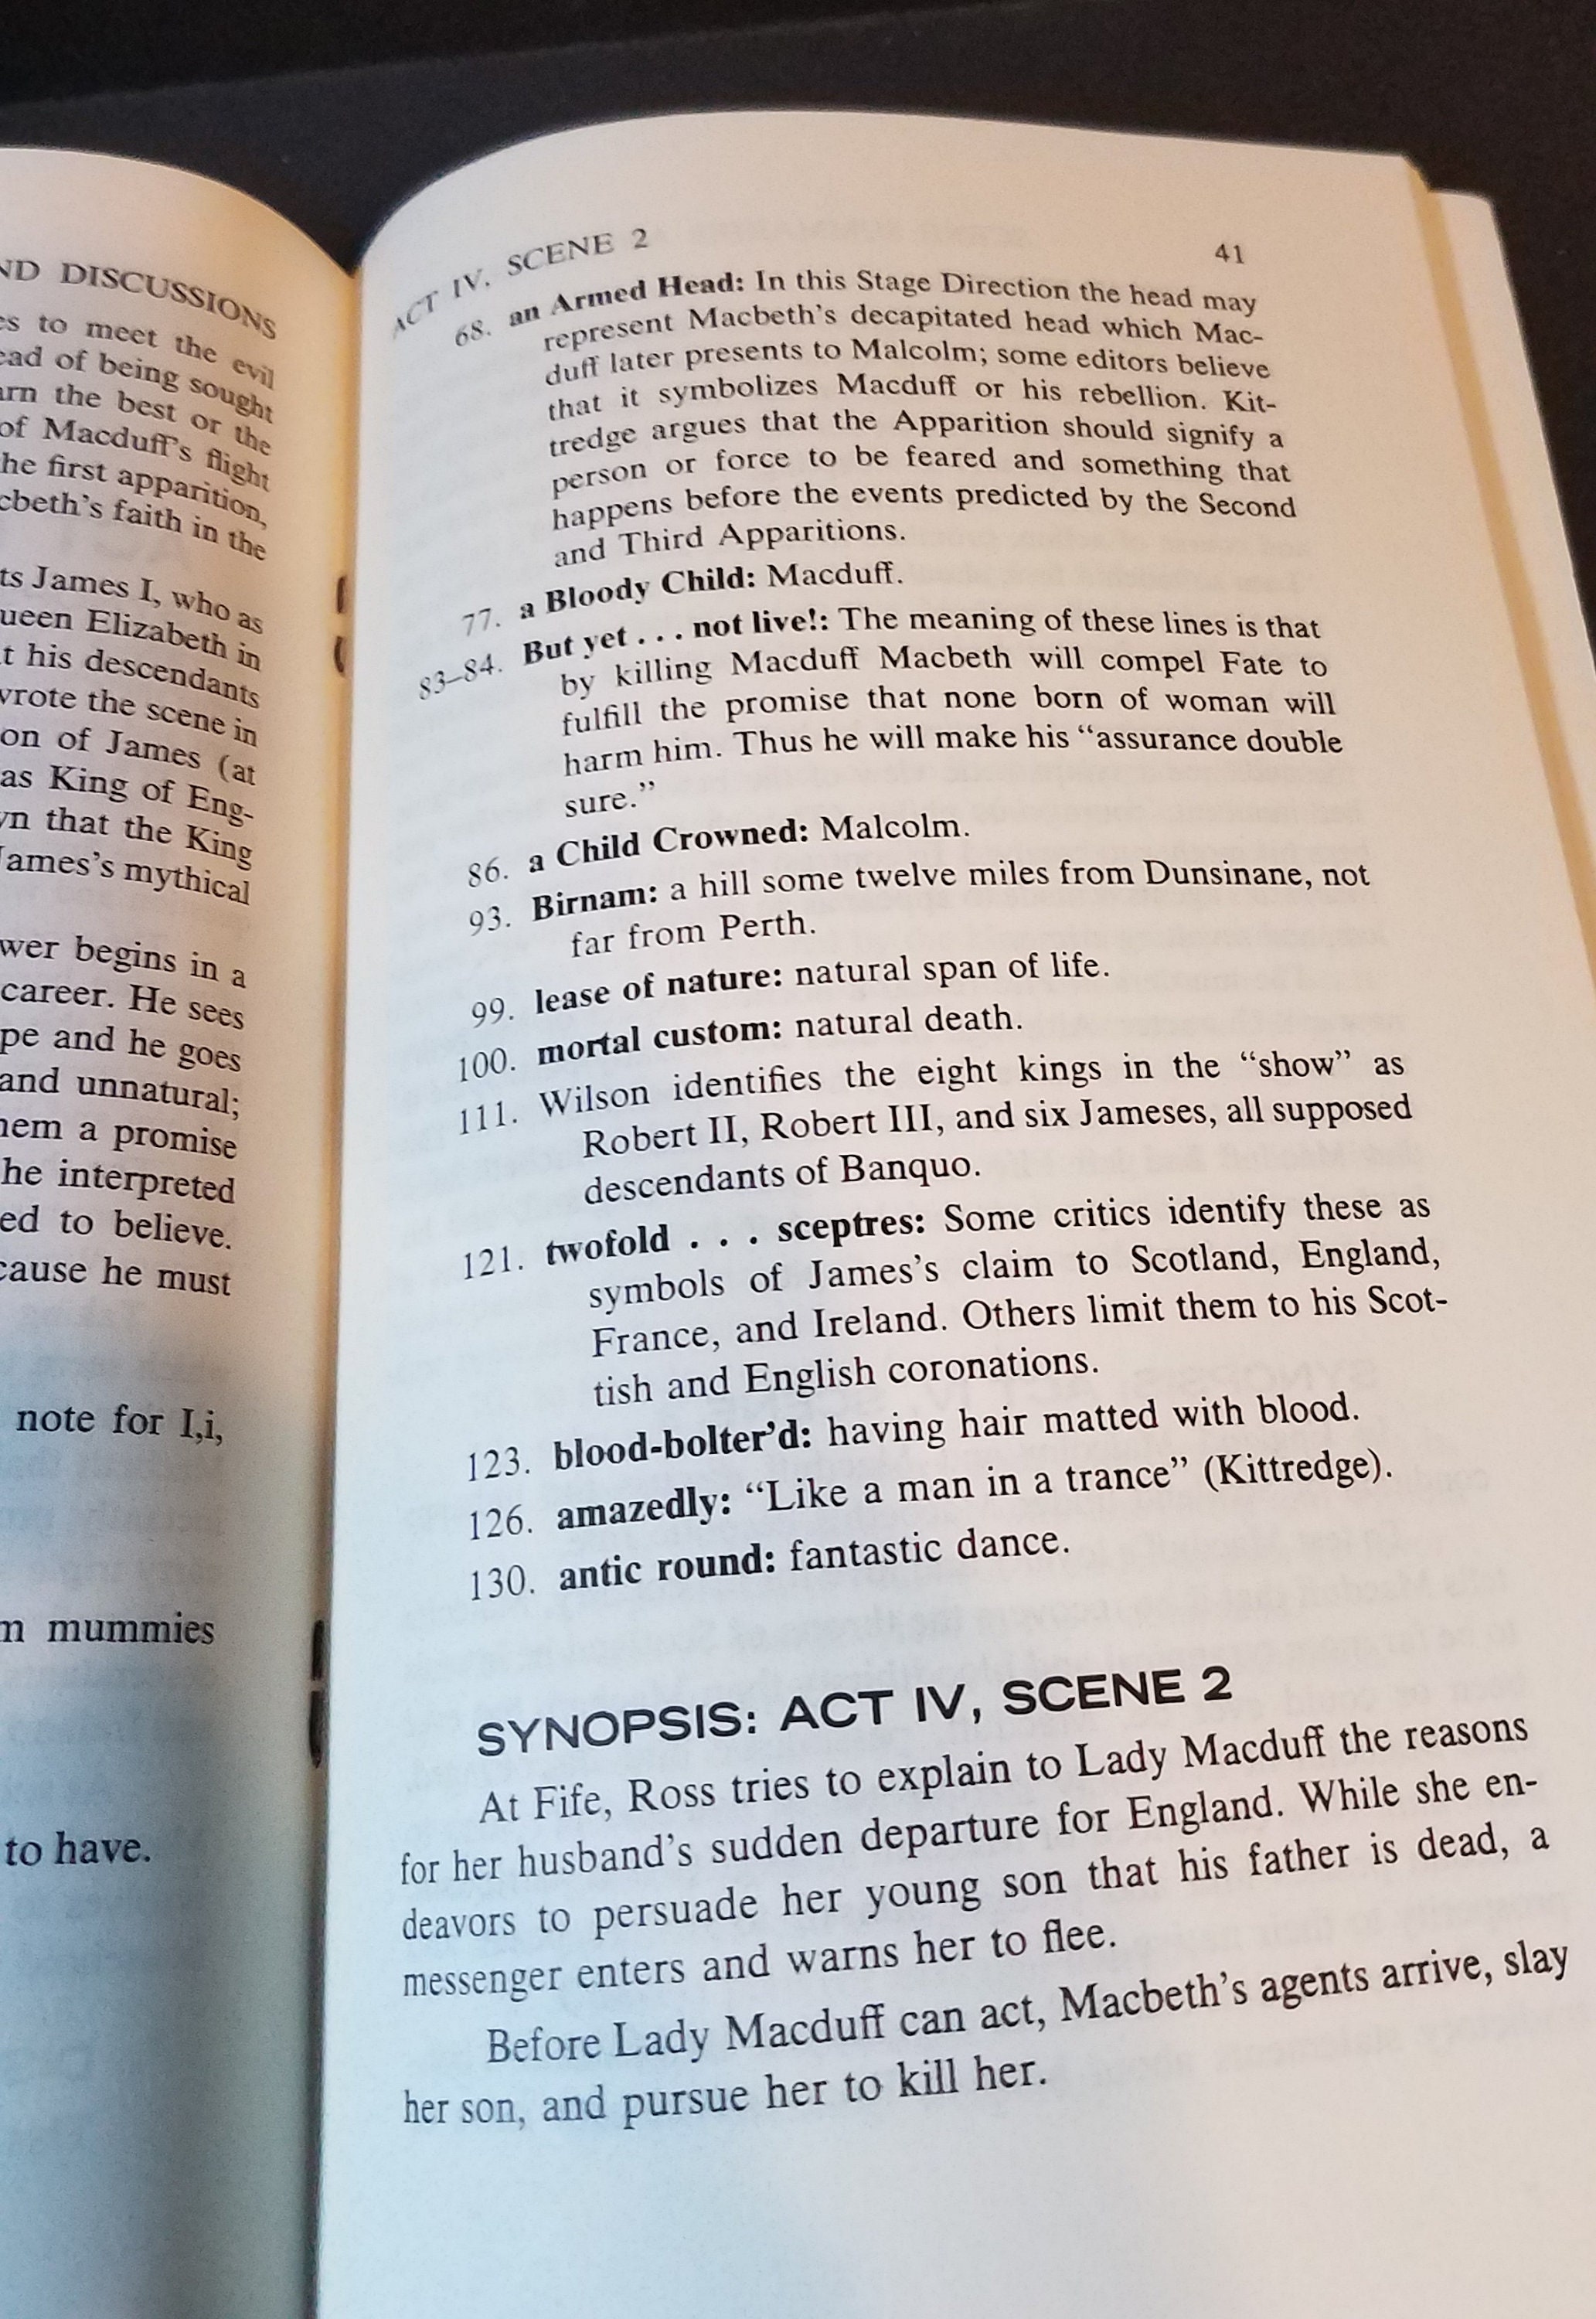 ND DISCUSSIONS
es to meet the evil
ead of being sought
arn the best or the
of Macduff's flight
he first apparition,
cbeth's faith in the
ts James I, who as
ueen Elizabeth in
t his descendants
wrote the scene in
on of James (at
as King of Eng-
wn that the King
James's mythical
wer begins in a
career. He sees
pe and he goes
and unnatural;
hem a promise
he interpreted
ed to believe.
cause he must
note for I,i,
m mummies
to have.
ACT IV, SCENE 2 41
68. an Armed Head: In this Stage Direction the head may
represent Macbeth's decapitated head which Mac-
duff later presents to Malcolm; some editors believe
that it symbolizes Macduff or his rebellion. Kit-
tredge argues that the Apparition should signify a
person or force to be feared and something that
happens before the events predicted by the Second
and Third Apparitions.
77. a Bloody Child: Macduff.
83–84. But yet . . . not live!: The meaning of these lines is that
by killing Macduff Macbeth will compel Fate to
fulfill the promise that none born of woman will
harm him. Thus he will make his “assurance double
sure.”
86. a Child Crowned: Malcolm.
93. Birnam: a hill some twelve miles from Dunsinane, not
far from Perth.
99. lease of nature: natural span of life.
100. mortal custom: natural death.
111. Wilson identifies the eight kings in the “show” as
Robert II, Robert III, and six Jameses, all supposed
descendants of Banquo.
121. twofold . . . sceptres: Some critics identify these as
symbols of James's claim to Scotland, England,
France, and Ireland. Others limit them to his Scot-
tish and English coronations.
123. blood-bolter'd: having hair matted with blood.
126. amazedly: “Like a man in a trance” (Kittredge).
130. antic round: fantastic dance.
SYNOPSIS: ACT IV, SCENE 2
At Fife, Ross tries to explain to Lady Macduff the reasons
for her husband's sudden departure for England. While she en-
deavors to persuade her young son that his father is dead, a
messenger enters and warns her to flee.
Before Lady Macduff can act, Macbeth's agents arrive, slay
her son, and pursue her to kill her.